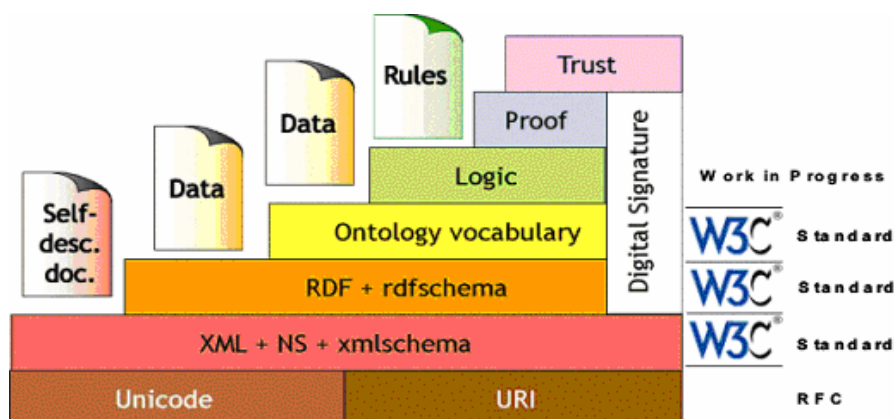 Trust
Rules
Proof
Data
Logic
Digital Signature
Work in Progress
Data
Self-
desc.
doc.
Ontology vocabulary
W3C® Standard
RDF + rdfschema
W3C® Standard
XML + NS + xmlschema
W3C® Standard
Unicode
URI
RFC